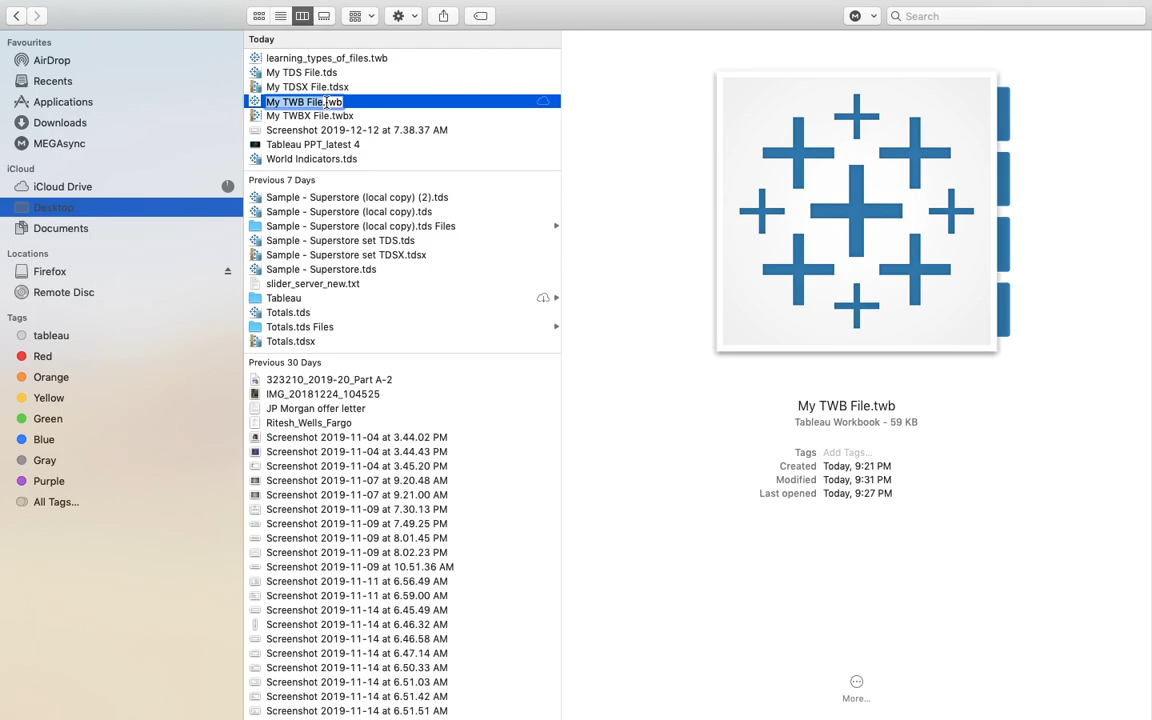 Search
Favourites
AirDrop
Recents
Applications
Downloads
MEGAsync
iCloud
iCloud Drive
Desktop
Documents
Locations
Firefox
Remote Disc
Tags
tableau
Red
Orange
Yellow
Green
Blue
Gray
Purple
All Tags...
Today
learning_types_of_files.twb
My TDS File.tds
My TDSX File.tdsx
My TWB File.twb
My TWBX File.twbx
Screenshot 2019-12-12 at 7.38.37 AM
Tableau PPT_latest 4
World Indicators.tds
Previous 7 Days
Sample - Superstore (local copy) (2).tds
Sample - Superstore (local copy).tds
Sample - Superstore (local copy).tds Files
Sample - Superstore set TDS.tds
Sample - Superstore set TDSX.tdsx
Sample - Superstore.tds
slider_server_new.txt
Tableau
Totals.tds
Totals.tds Files
Totals.tdsx
Previous 30 Days
323210_2019-20_Part A-2
IMG_20181224_104525
JP Morgan offer letter
Ritesh_Wells_Fargo
Screenshot 2019-11-04 at 3.44.02 PM
Screenshot 2019-11-04 at 3.44.43 PM
Screenshot 2019-11-04 at 3.45.20 PM
Screenshot 2019-11-07 at 9.20.48 AM
Screenshot 2019-11-07 at 9.21.00 AM
Screenshot 2019-11-09 at 7.30.13 PM
Screenshot 2019-11-09 at 7.49.25 PM
Screenshot 2019-11-09 at 8.01.45 PM
Screenshot 2019-11-09 at 8.02.23 PM
Screenshot 2019-11-09 at 10.51.36 AM
Screenshot 2019-11-11 at 6.56.49 AM
Screenshot 2019-11-11 at 6.59.00 AM
Screenshot 2019-11-14 at 6.45.49 AM
Screenshot 2019-11-14 at 6.46.32 AM
Screenshot 2019-11-14 at 6.46.58 AM
Screenshot 2019-11-14 at 6.47.14 AM
Screenshot 2019-11-14 at 6.50.33 AM
Screenshot 2019-11-14 at 6.51.03 AM
Screenshot 2019-11-14 at 6.51.42 AM
Screenshot 2019-11-14 at 6.51.51 AM
My TWB File.twb
Tableau Workbook - 59 KB
Tags Add Tags...
Created Today, 9:21 PM
Modified Today, 9:31 PM
Last opened Today, 9:27 PM
More...